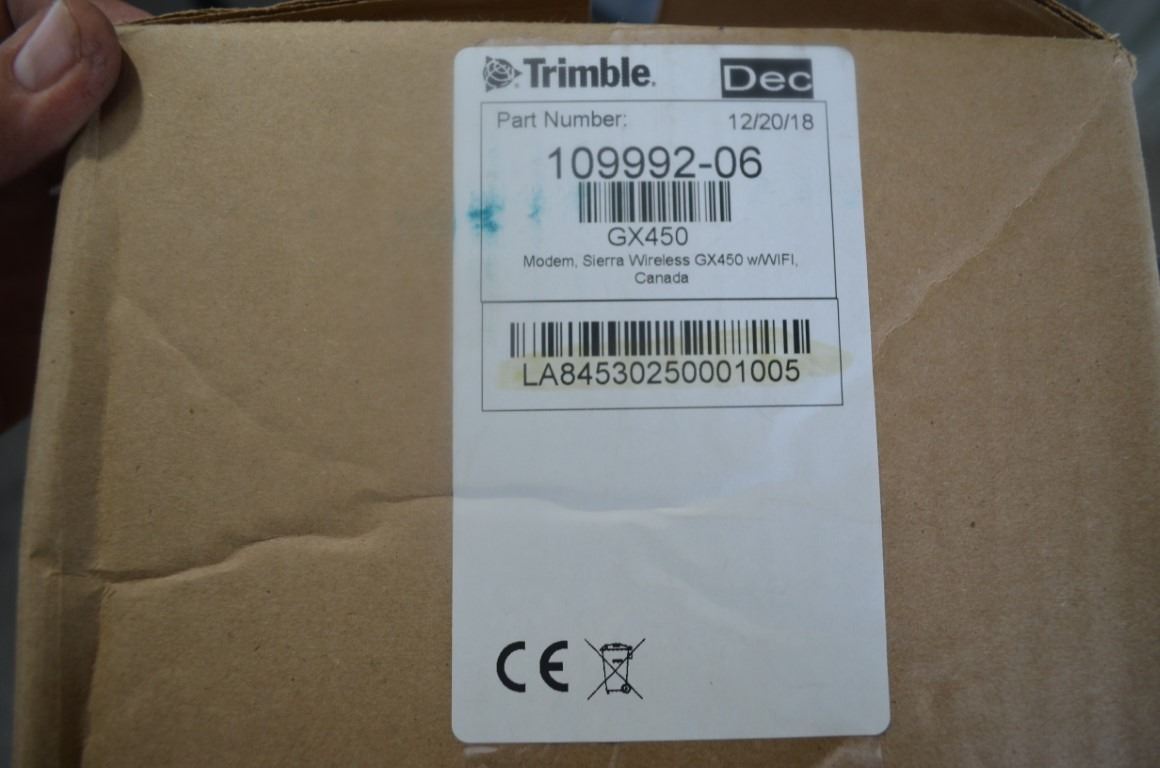 Trimble.
Dec
Part Number: 12/20/18
109992-06
GX450
Modem, Sierra Wireless GX450 w/WIFI,
Canada
LA84530250001005
CE